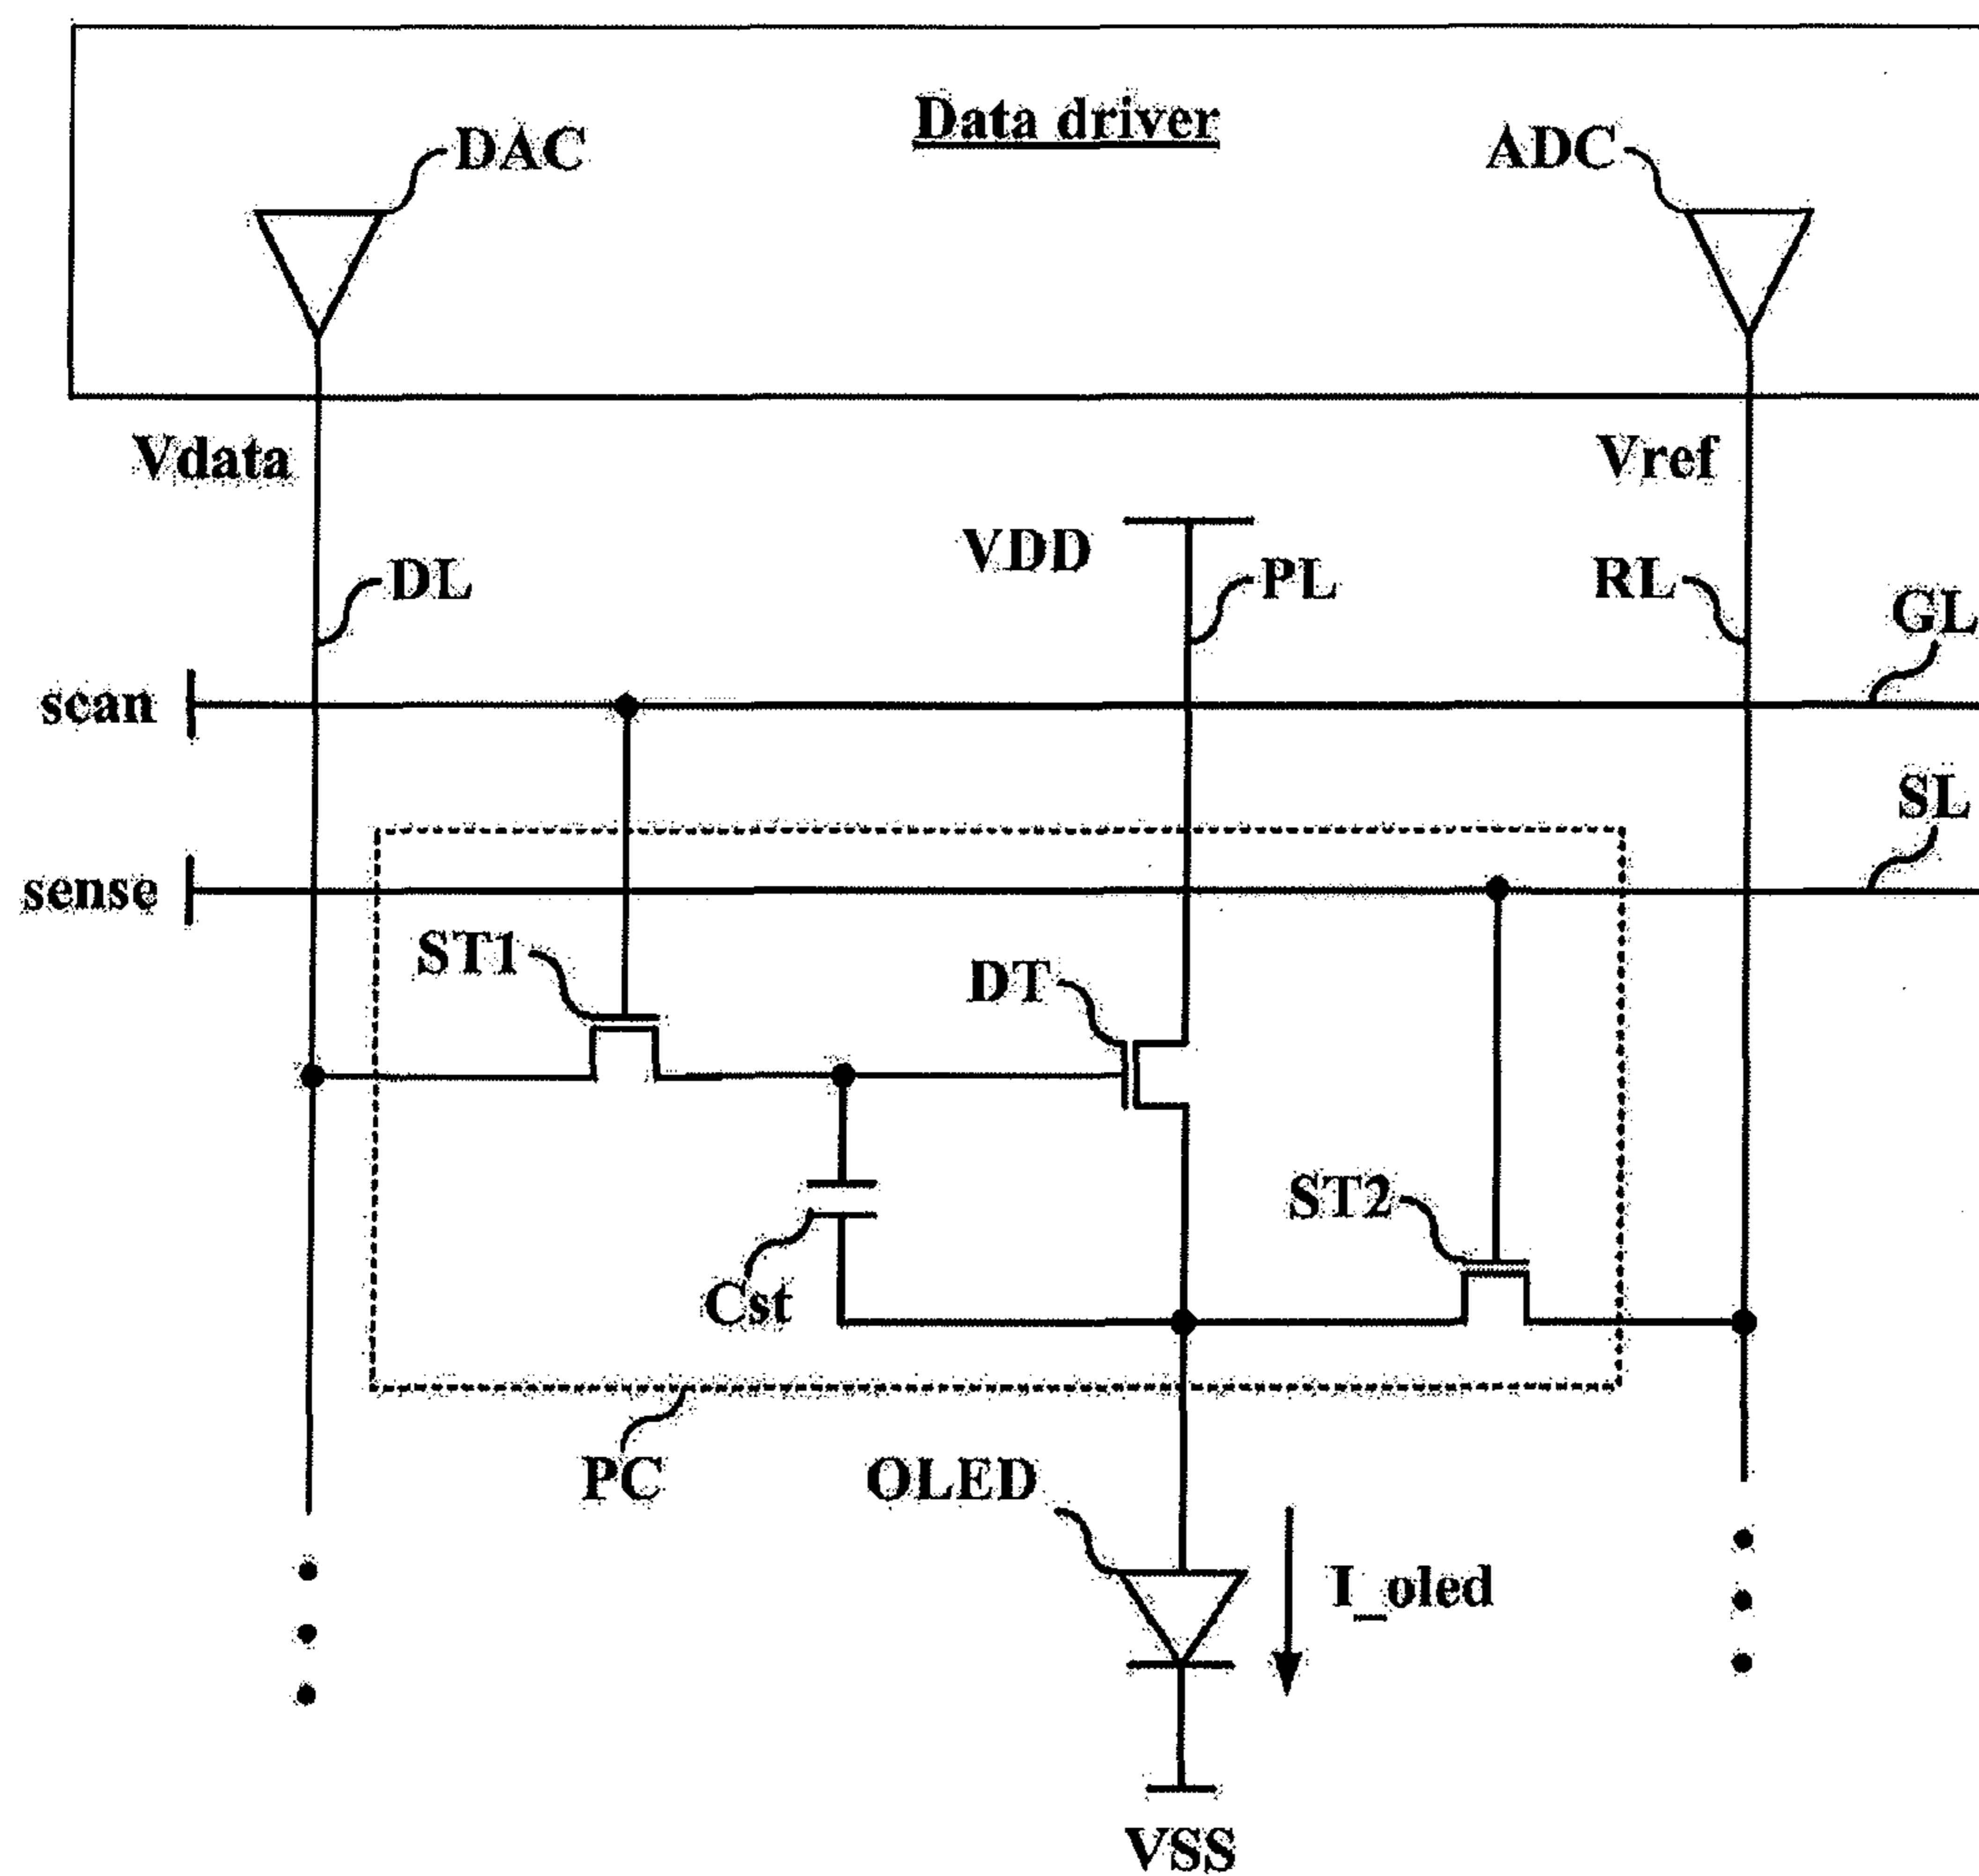 Data driver
DAC
ADC
Vdata
Vref
VDD
DL
PL
RL
GL
scan
SL
sense
ST1
DT
ST2
Cst
PC
OLED
I_oled
VSS